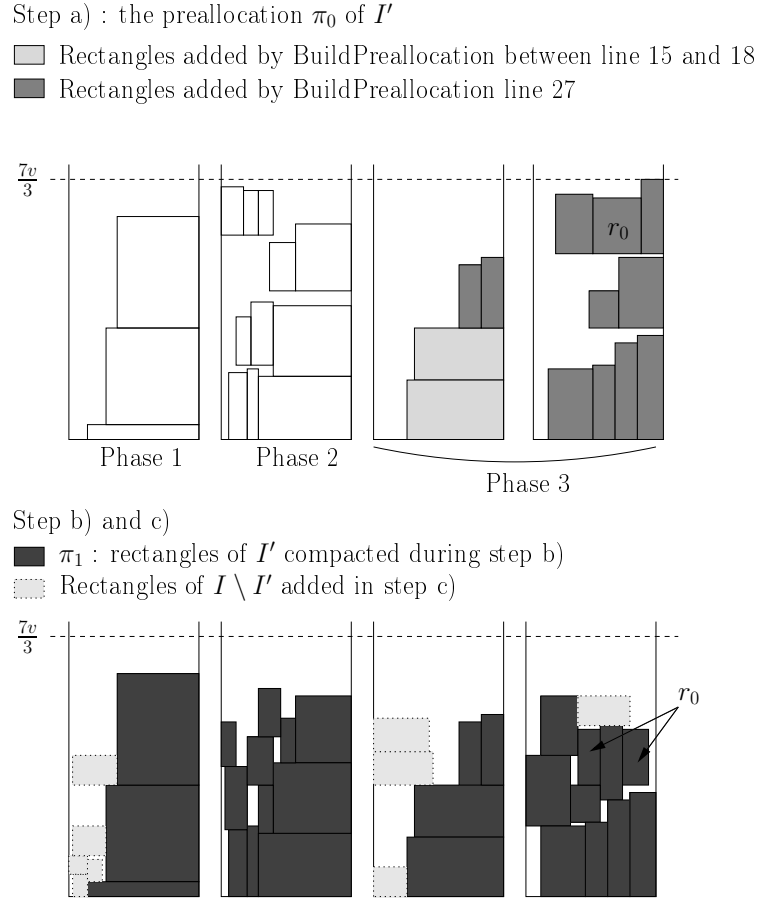 Step a) : the preallocation π₀ of I′
Rectangles added by BuildPreallocation between line 15 and 18
Rectangles added by BuildPreallocation line 27
7v/3
r₀
Phase 1
Phase 2
Phase 3
Step b) and c)
π₁ : rectangles of I′ compacted during step b)
Rectangles of I \ I′ added in step c)
7v/3
r₀